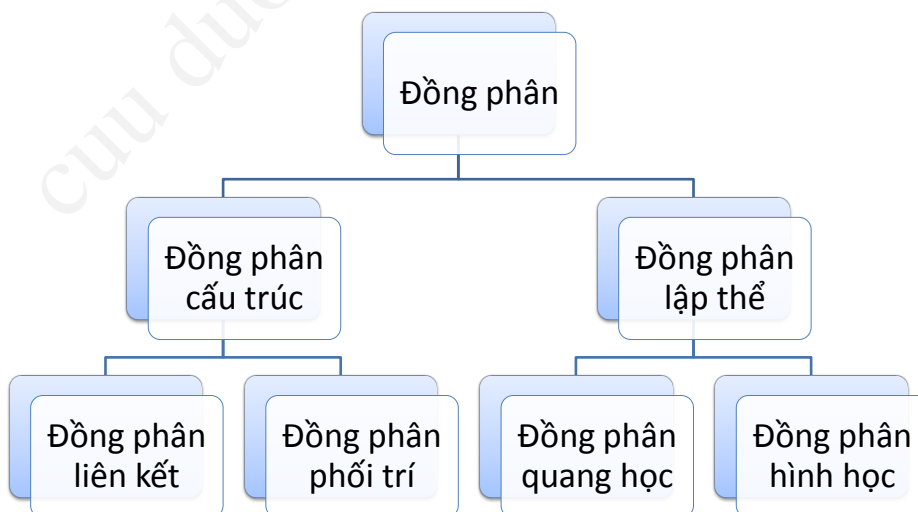 cuu
Đồng phân
Đồng phân
cấu trúc
Đồng phân
lập thể
Đồng phân
liên kết
Đồng phân
phối trí
Đồng phân
quang học
Đồng phân
hình học